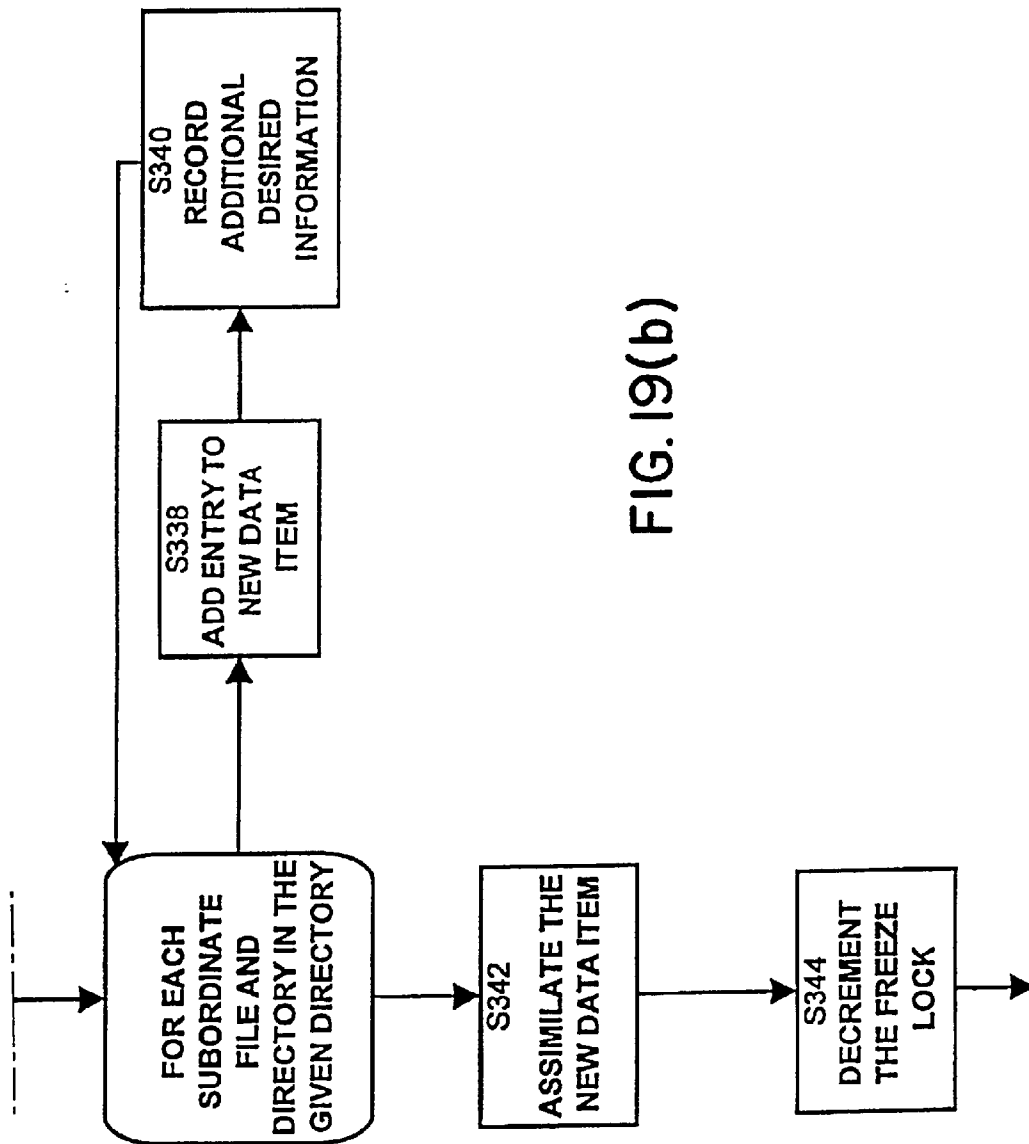 FOR EACH
SUBORDINATE
FILE AND
DIRECTORY IN THE
GIVEN DIRECTORY
S338
ADD ENTRY TO
NEW DATA
ITEM
S340
RECORD
ADDITIONAL
DESIRED
INFORMATION
S342
ASSIMILATE THE
NEW DATA ITEM
S344
DECREMENT
THE FREEZE
LOCK
FIG. 19(b)